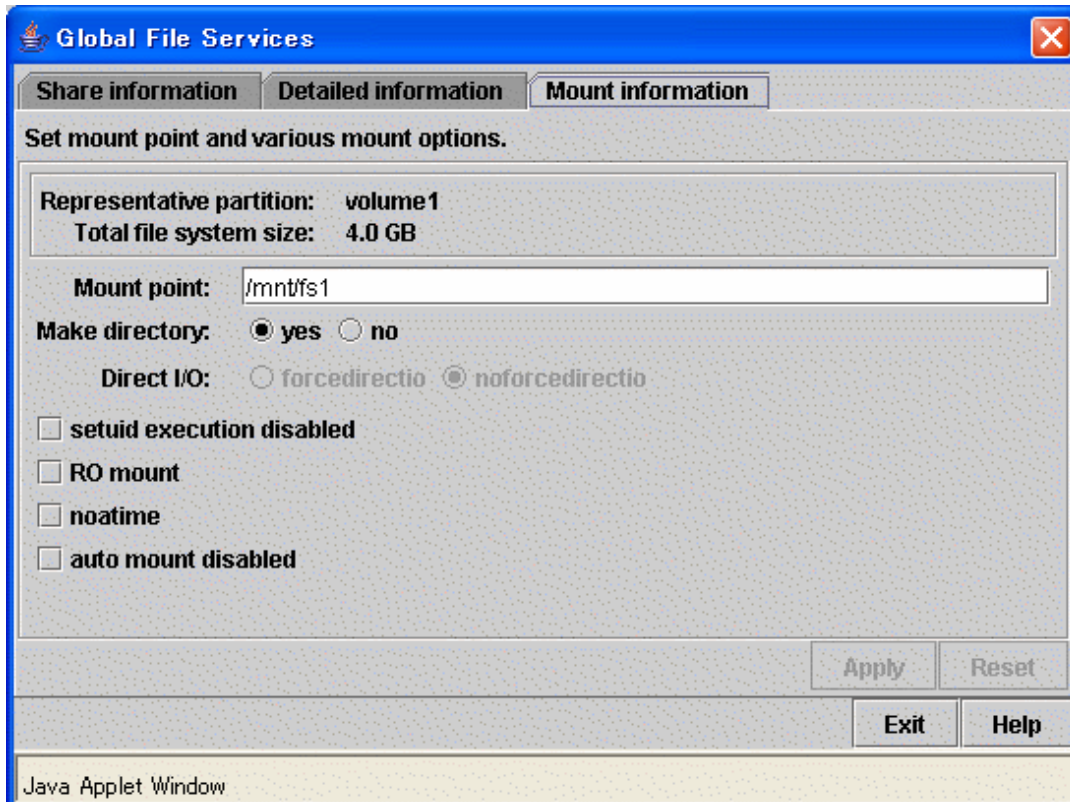 Global File Services
Share information Detailed information Mount information
Set mount point and various mount options.
Representative partition: volume1
Total file system size: 4.0 GB
Mount point: /mnt/fs1
Make directory: yes no
Direct I/O: forcedirectio noforcedirectio
setuid execution disabled
RO mount
noatime
auto mount disabled
Apply Reset
Exit Help
Java Applet Window